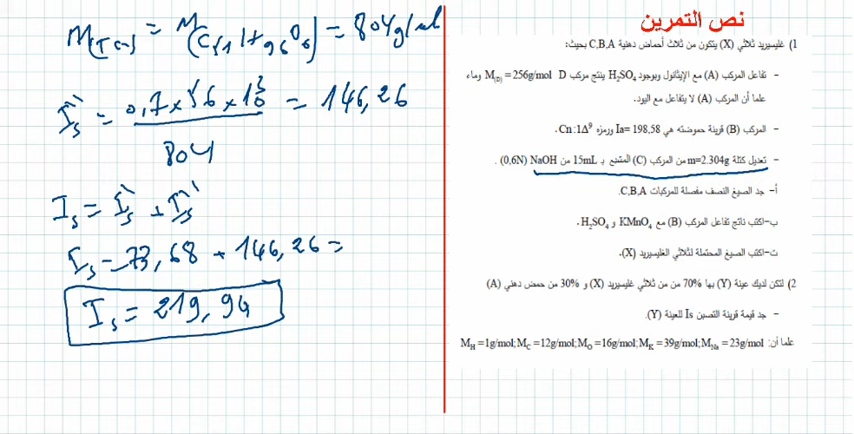 نص التمرين
1) غليسيريد ثلاثي (X) يتكون من ثلاث أحماض دهنية C,B,A بحيث:
- تفاعل المركب (A) مع الإيثانول وبوجود H₂SO₄ ينتج مركب D M(D) = 256g/mol وماء
علما أن المركب (A) لا يتفاعل مع اليود.
- المركب (B) قرينة حموضته هي Ia= 198,58 ورمزه Cn :1Δ⁹.
- تعديل كتلة m=2.304g من المركب (C) المشبع بـ 15mL من NaOH (0,6N).
أ- جد الصيغ النصف مفصلة للمركبات C,B,A.
ب- اكتب ناتج تفاعل المركب (B) مع KMnO₄ و H₂SO₄.
ت- اكتب الصيغ المحتملة لثلاثي الغليسيريد (X).
2) لتكن لديك عينة (Y) بها 70% من من ثلاثي غليسيريد (X) و 30% من حمض دهني (A)
- جد قيمة قرينة التصبن Is للعينة (Y).
علما أن: M_H =1g/mol; M_C =12g/mol; M_O =16g/mol; M_K =39g/mol; M_Na =23g/mol
M(TG) = M(C51H96O6) = 804g/mol
I's = 0,7×56×10³ = 146,26
804
Is = I's + I''s
Is = 73,68 + 146,26 =
Is = 219,94